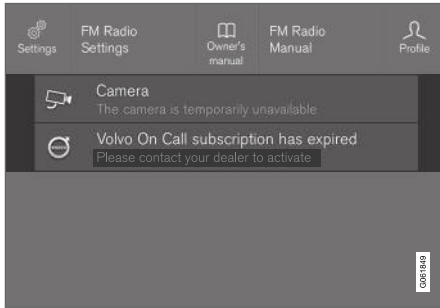 Settings
FM Radio
Settings
Owner's
manual
FM Radio
Manual
Profile
Camera
The camera is temporarily unavailable
Volvo On Call subscription has expired
Please contact your dealer to activate
G061849